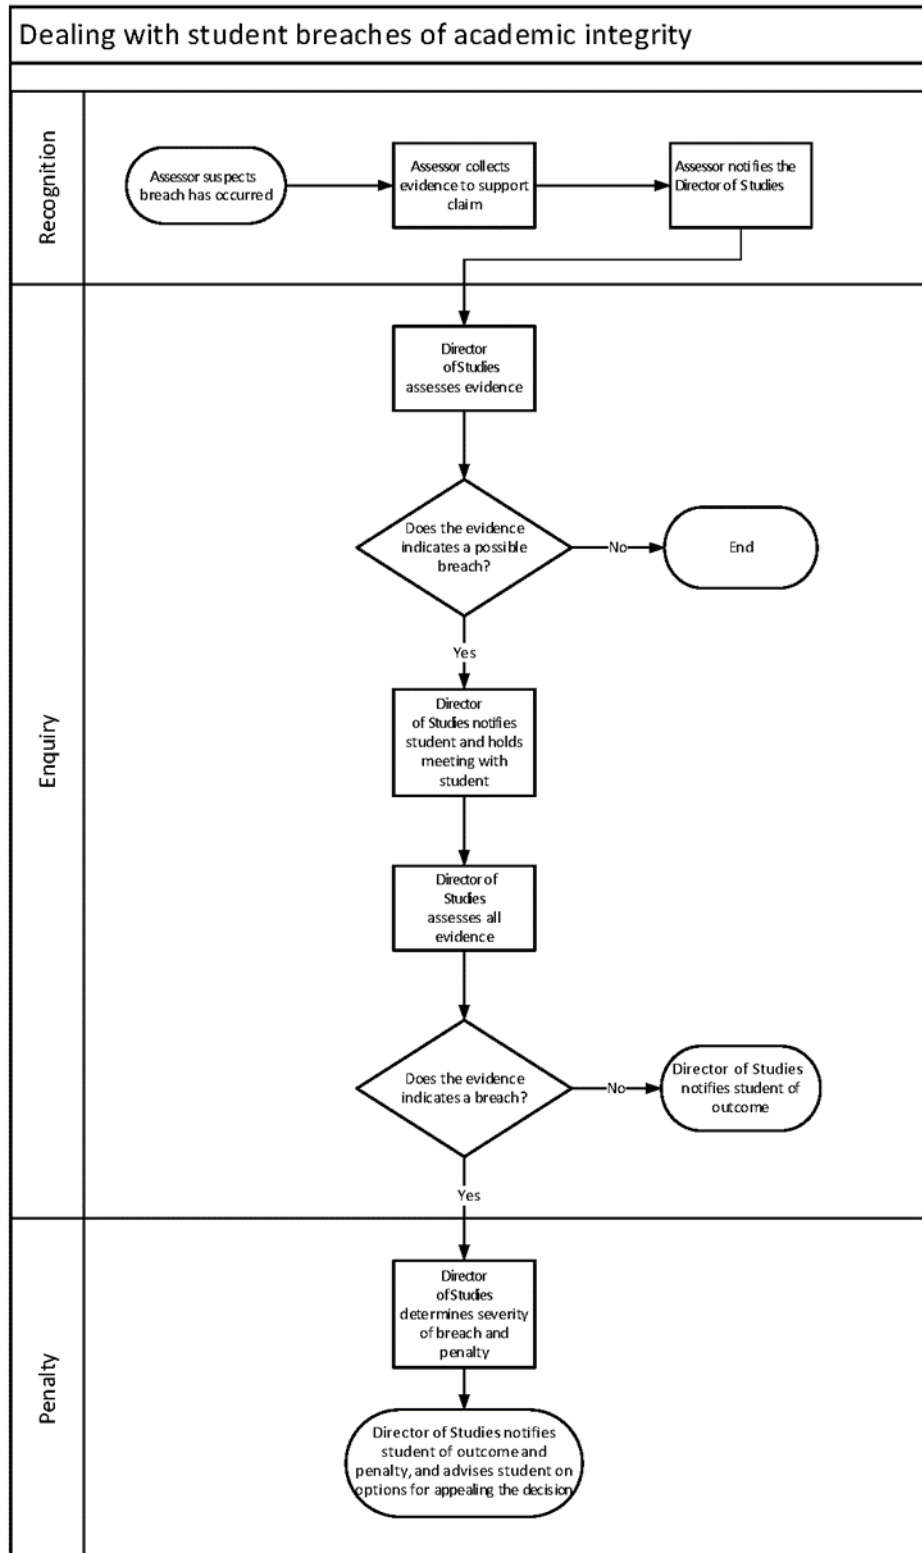 Dealing with student breaches of academic integrity
Recognition
Assessor suspects
breach has occurred
Assessor collects
evidence to support
claim
Assessor notifies the
Director of Studies
Enquiry
Director
of Studies
assesses evidence
Does the evidence
indicates a possible
breach?
No
End
Yes
Director
of Studies notifies
student and holds
meeting with
student
Director of
Studies
assesses all
evidence
Does the evidence
indicates a breach?
No
Director of Studies
notifies student of
outcome
Yes
Penalty
Director
of Studies
determines severity
of breach and
penalty
Director of Studies notifies
student of outcome and
penalty, and advises student on
options for appealing the decision